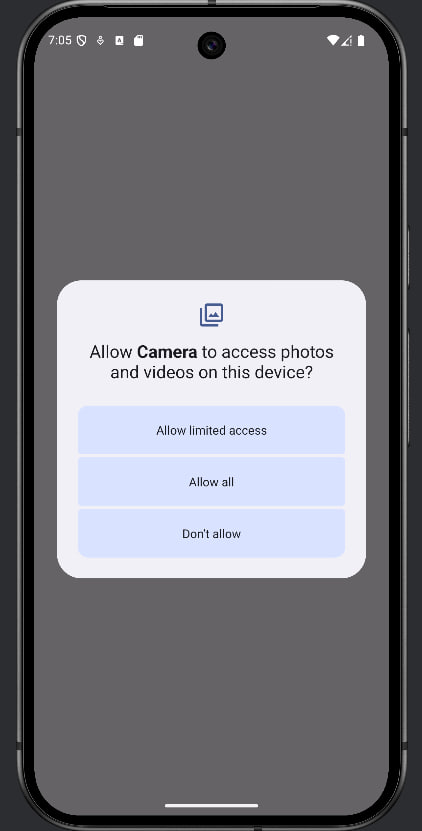 7:05
Allow Camera to access photos
and videos on this device?
Allow limited access
Allow all
Don't allow